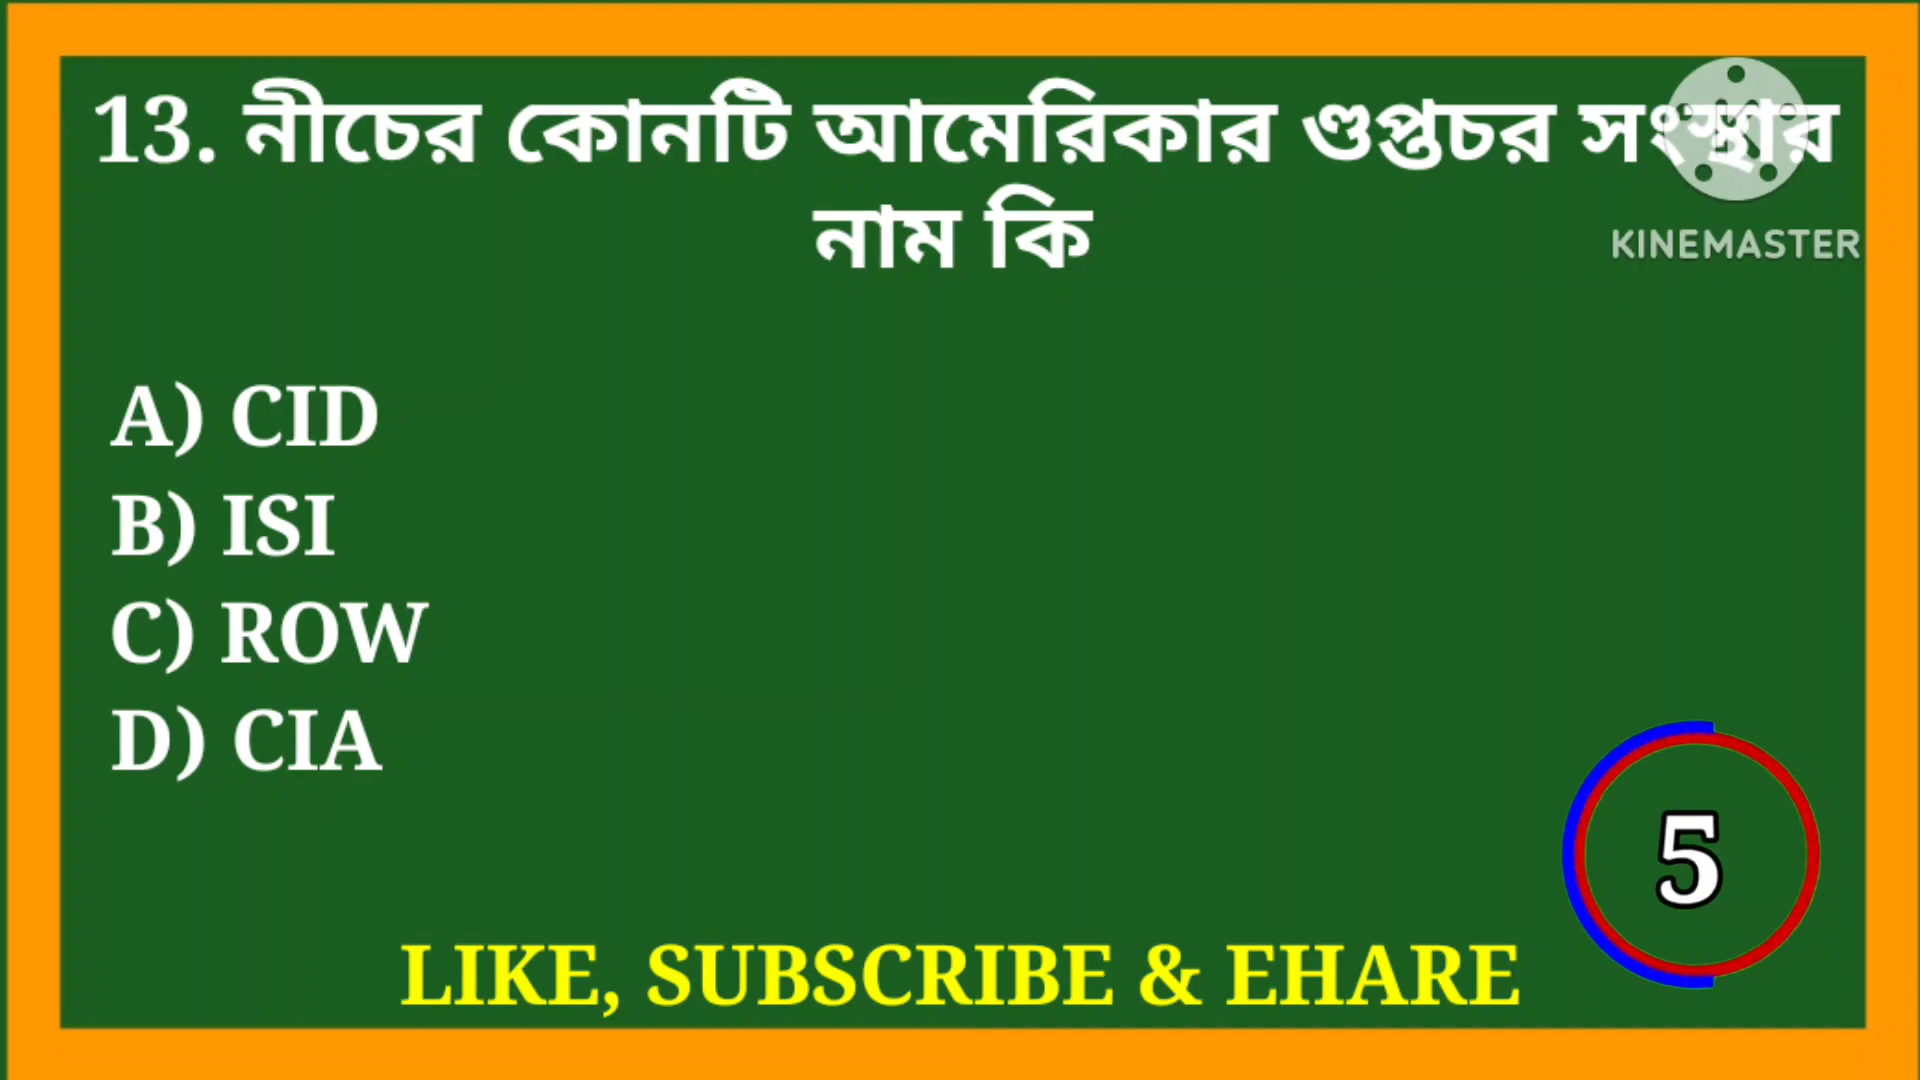 13. নীচের কোনটি আমেরিকার গুপ্তচর সংস্থার
নাম কি
KINEMASTER
A) CID
B) ISI
C) ROW
D) CIA
5
LIKE, SUBSCRIBE & EHARE